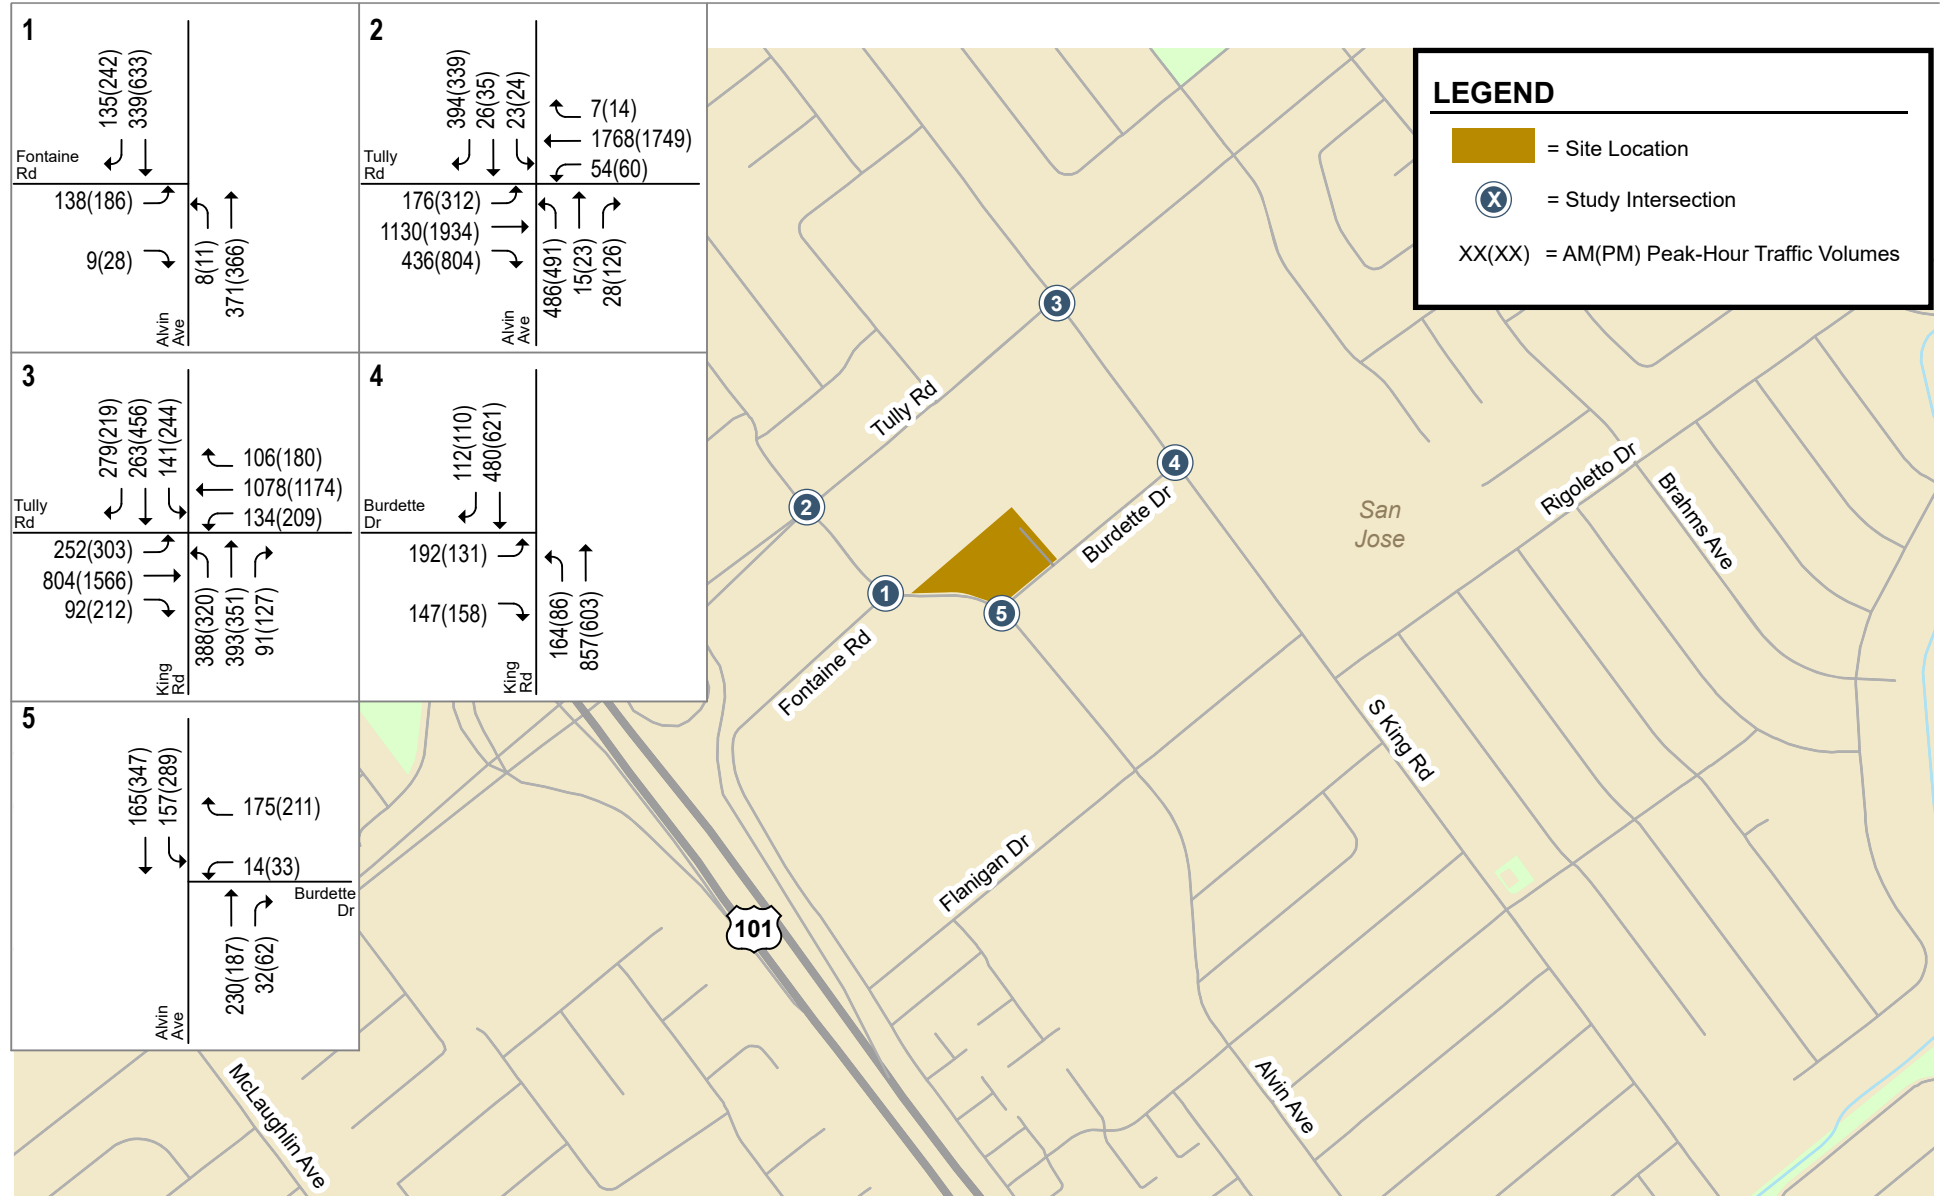 1
135(242)
339(633)
Fontaine
Rd
138(186)
9(28)
8(11)
371(366)
Alvin
Ave
2
394(339)
26(35)
23(24)
7(14)
1768(1749)
54(60)
Tully
Rd
176(312)
1130(1934)
436(804)
486(491)
15(23)
28(126)
Alvin
Ave
3
279(219)
263(456)
141(244)
106(180)
1078(1174)
134(209)
Tully
Rd
252(303)
804(1566)
92(212)
388(320)
393(351)
91(127)
King
Rd
4
112(110)
480(621)
Burdette
Dr
192(131)
147(158)
164(86)
857(603)
King
Rd
5
165(347)
157(289)
175(211)
14(33)
Burdette
Dr
230(187)
32(62)
Alvin
Ave
LEGEND
= Site Location
X
= Study Intersection
XX(XX) = AM(PM) Peak-Hour Traffic Volumes
3
Tully Rd
4
2
Burdette Dr
San
Jose
Rigoletto Dr
Brahms Ave
1
5
Fontaine Rd
S King Rd
Flanigan Dr
101
Alvin Ave
McLaughlin Ave